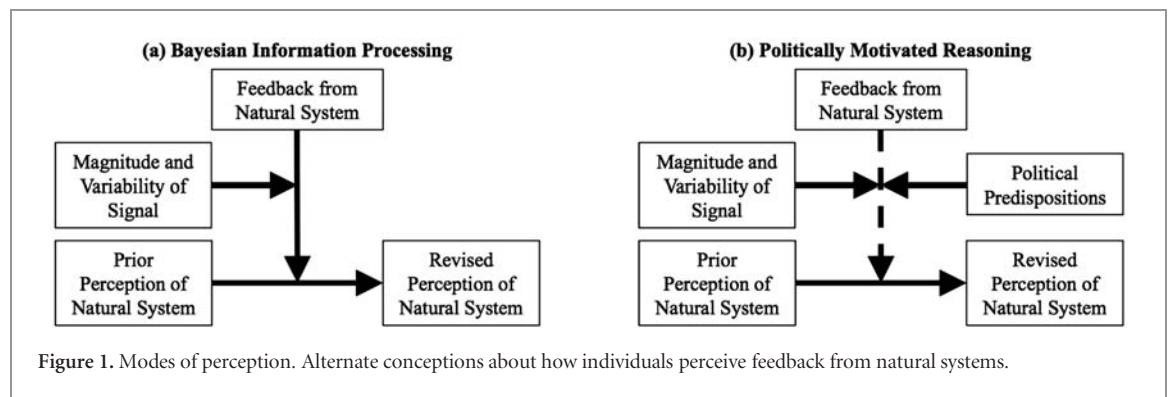 (a) Bayesian Information Processing
Feedback from
Natural System
Magnitude and
Variability of
Signal
Prior
Perception of
Natural System
Revised
Perception of
Natural System
(b) Politically Motivated Reasoning
Feedback from
Natural System
Magnitude and
Variability of
Signal
Political
Predispositions
Prior
Perception of
Natural System
Revised
Perception of
Natural System
Figure 1. Modes of perception. Alternate conceptions about how individuals perceive feedback from natural systems.